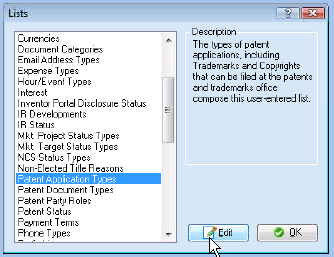 Lists
Currencies
Document Categories
Email Address Types
Expense Types
Hour/Event Types
Interest
Inventor Portal Disclosure Status
IR Developments
IR Status
Mkt. Project Status Types
Mkt. Target Status Types
NCS Status Types
Non-Elected Title Reasons
Patent Application Types
Patent Document Types
Patent Party Roles
Patent Status
Payment Terms
Phone Types
Description
The types of patent
applications, including
Trademarks and Copyrights
that can be filed at the patents
and trademarks office
compose this user-entered list.
Edit
OK